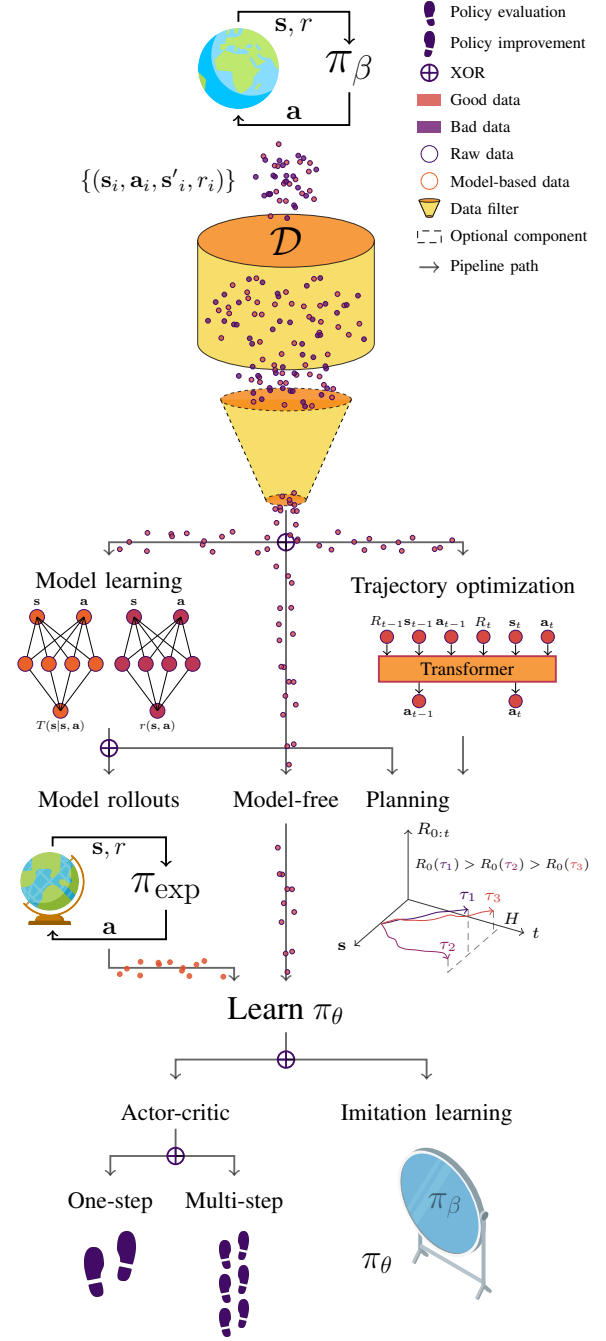 s, r
π_β
a
Policy evaluation
Policy improvement
XOR
Good data
Bad data
Raw data
Model-based data
Data filter
Optional component
Pipeline path
{(s_i, a_i, s'_i, r_i)}
𝒟
Model learning
s a s a
T(s|s, a) r(s, a)
Trajectory optimization
R_{t−1} s_{t−1} a_{t−1} R_t s_t a_t
Transformer
a_{t−1} a_t
Model rollouts
Model-free
Planning
s, r
π_exp
a
R_{0:t}
R_0(τ_1) > R_0(τ_2) > R_0(τ_3)
τ_1 τ_3
H
s τ_2 t
Learn π_θ
Actor-critic
Imitation learning
One-step
Multi-step
π_β
π_θ